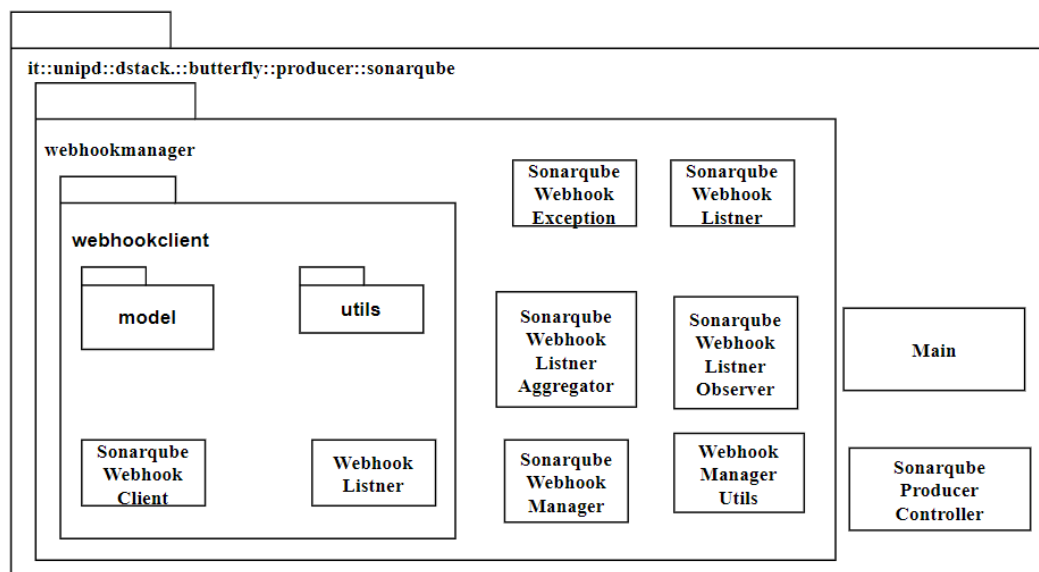 it::unipd::dstack.::butterfly::producer::sonarqube
webhookmanager
webhookclient
model
utils
Sonarqube
Webhook
Client
Webhook
Listner
Sonarqube
Webhook
Exception
Sonarqube
Webhook
Listner
Sonarqube
Webhook
Listner
Aggregator
Sonarqube
Webhook
Listner
Observer
Sonarqube
Webhook
Manager
Webhook
Manager
Utils
Main
Sonarqube
Producer
Controller